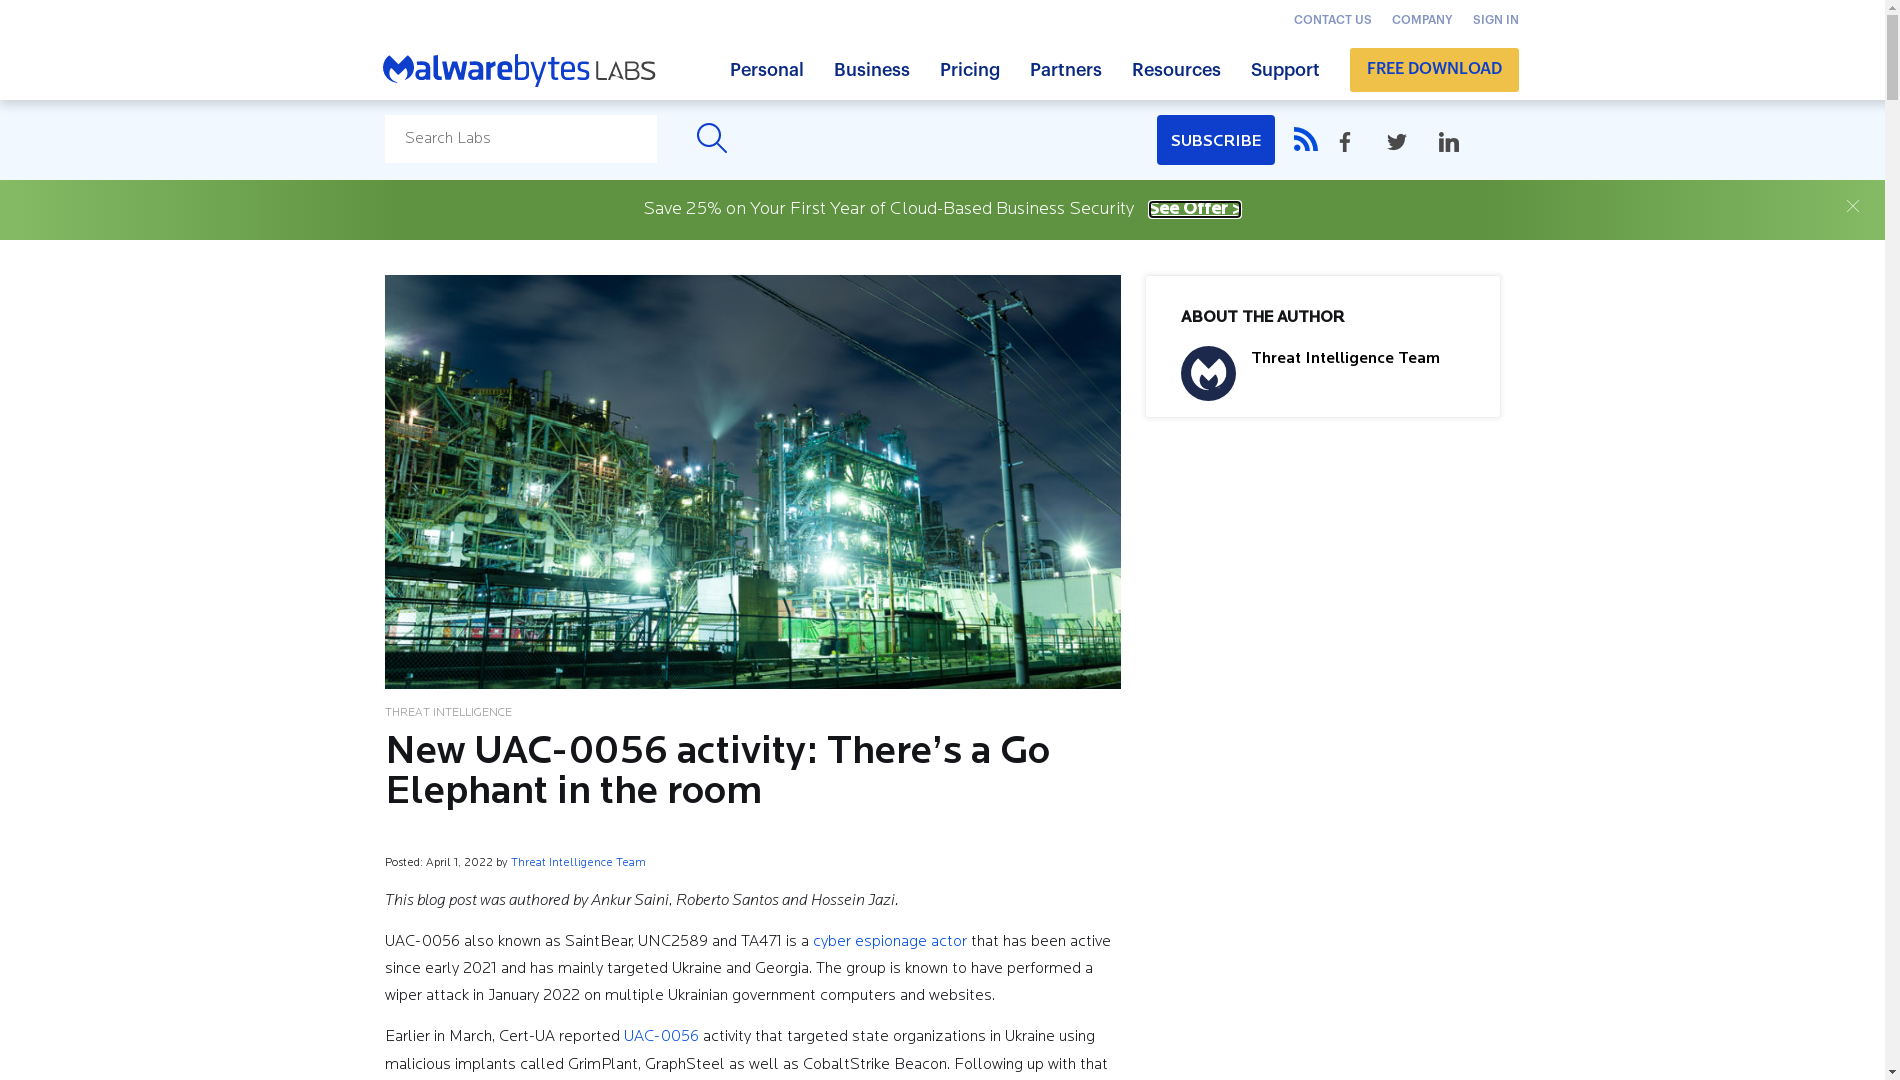 CONTACT US COMPANY SIGN IN
Malwarebytes LABS Personal Business Pricing Partners Resources Support FREE DOWNLOAD
Search Labs SUBSCRIBE
Save 25% on Your First Year of Cloud-Based Business Security See Offer >
ABOUT THE AUTHOR
Threat Intelligence Team
THREAT INTELLIGENCE
New UAC-0056 activity: There’s a Go
Elephant in the room
Posted: April 1, 2022 by Threat Intelligence Team
This blog post was authored by Ankur Saini, Roberto Santos and Hossein Jazi.
UAC-0056 also known as SaintBear, UNC2589 and TA471 is a cyber espionage actor that has been active
since early 2021 and has mainly targeted Ukraine and Georgia. The group is known to have performed a
wiper attack in January 2022 on multiple Ukrainian government computers and websites.
Earlier in March, Cert-UA reported UAC-0056 activity that targeted state organizations in Ukraine using
malicious implants called GrimPlant, GraphSteel as well as CobaltStrike Beacon. Following up with that